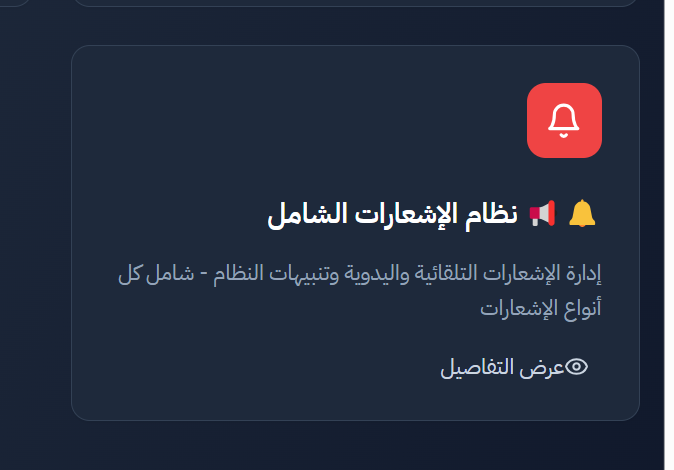 🔔 📢 نظام الإشعارات الشامل
إدارة الإشعارات التلقائية واليدوية وتنبيهات النظام - شامل كل
أنواع الإشعارات
عرض التفاصيل